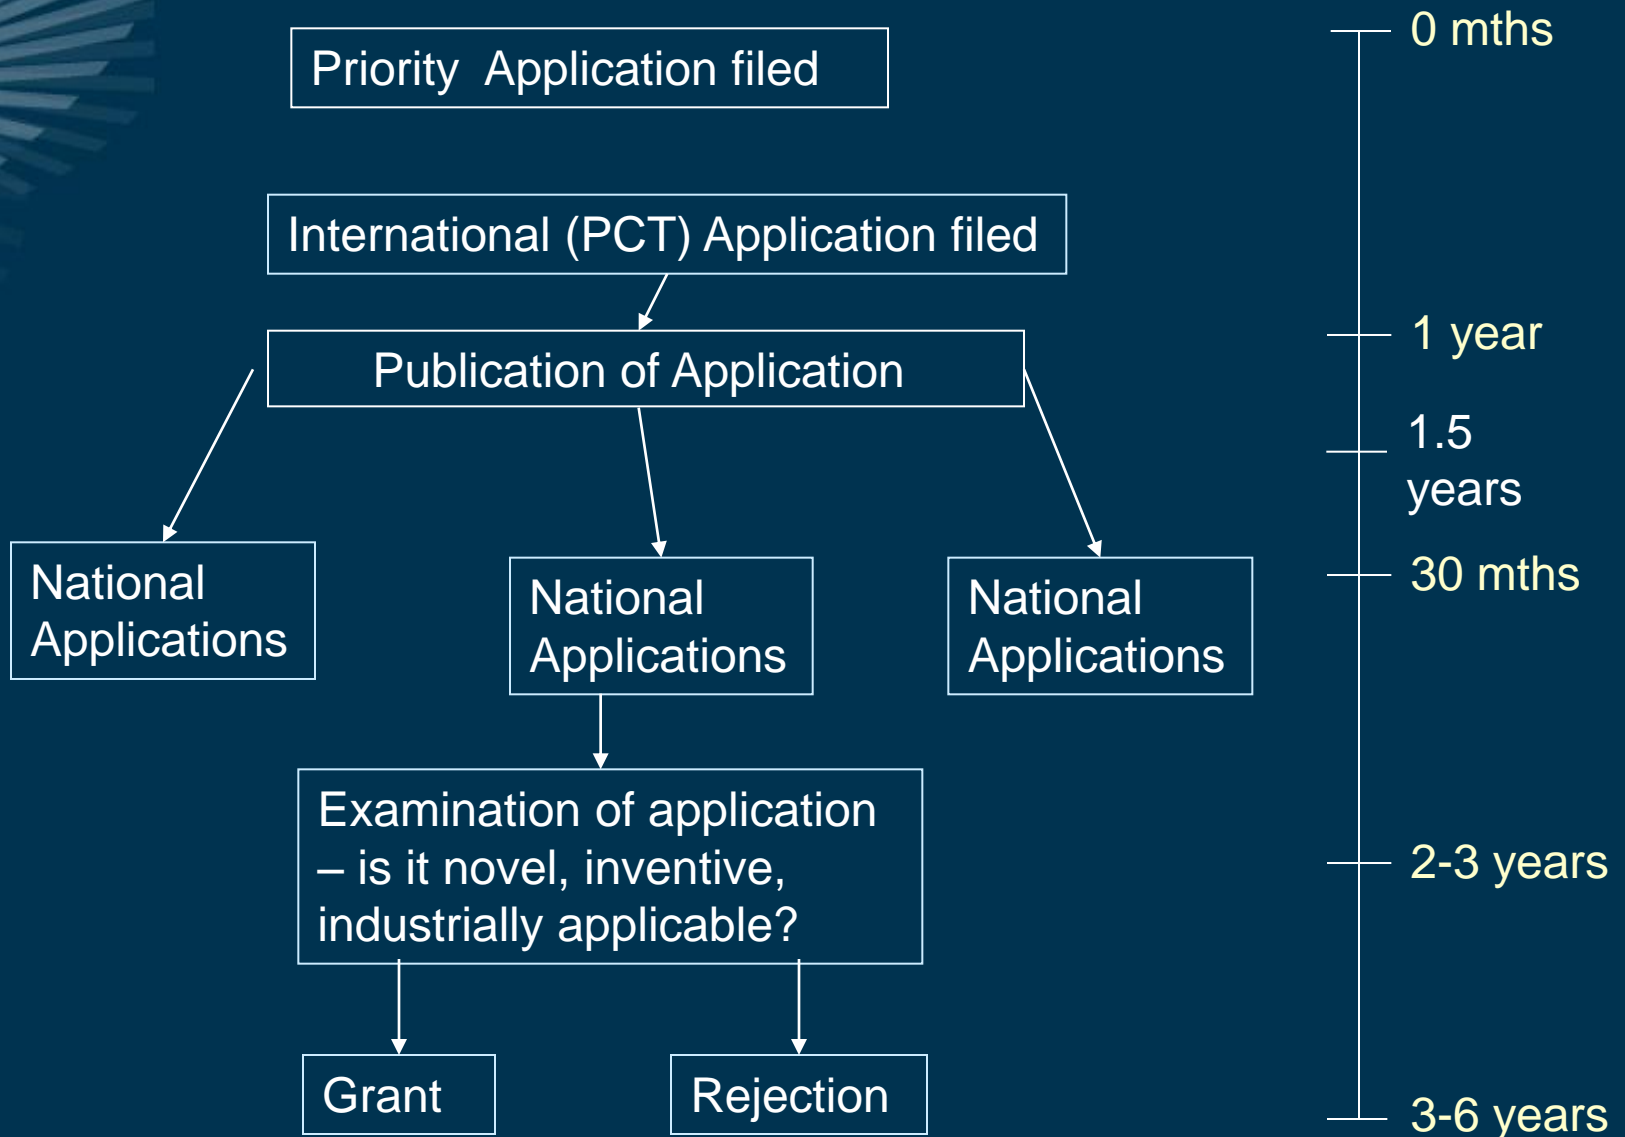 Priority Application filed
0 mths
International (PCT) Application filed
1 year
Publication of Application
1.5
years
National
Applications
National
Applications
National
Applications
30 mths
Examination of application
– is it novel, inventive,
industrially applicable?
2-3 years
Grant
Rejection
3-6 years